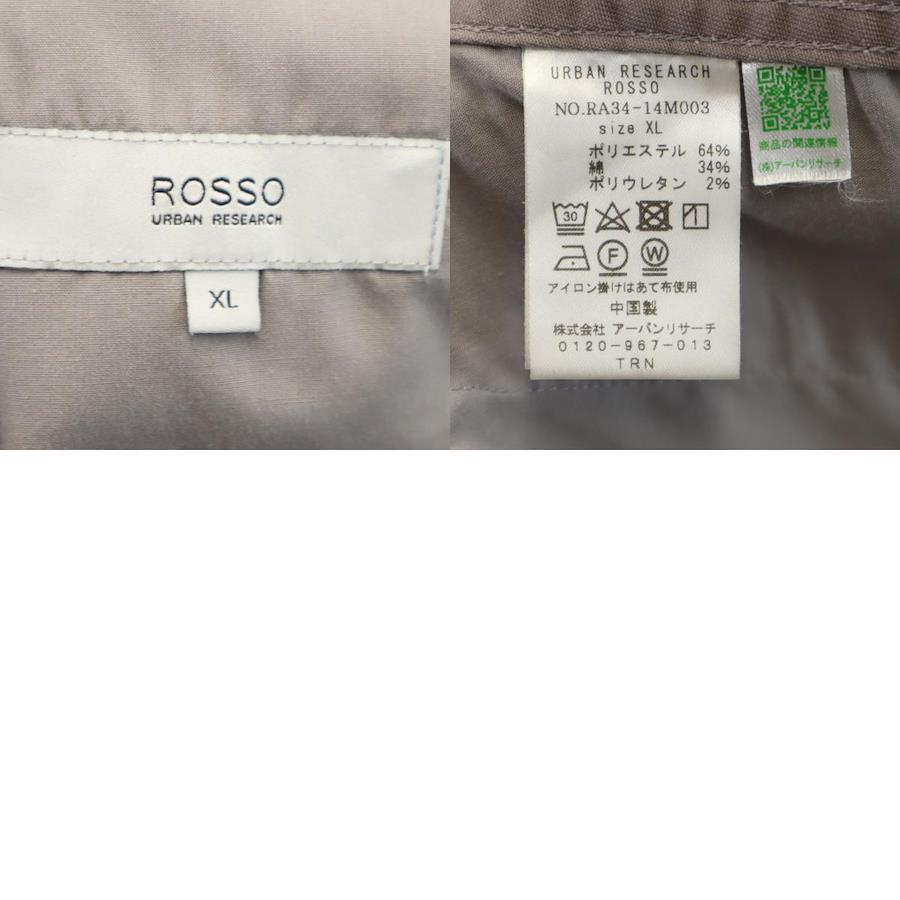 ROSSO
URBAN RESEARCH
XL
URBAN RESEARCH
ROSSO
NO.RA34-14M003
size XL
ポリエステル 64%
綿 34%
ポリウレタン 2%
30
F
W
アイロン掛けはあて布使用
中国製
株式会社 アーバンリサーチ
0120-967-013
TRN
商品の関連情報
(株)アーバンリサーチ